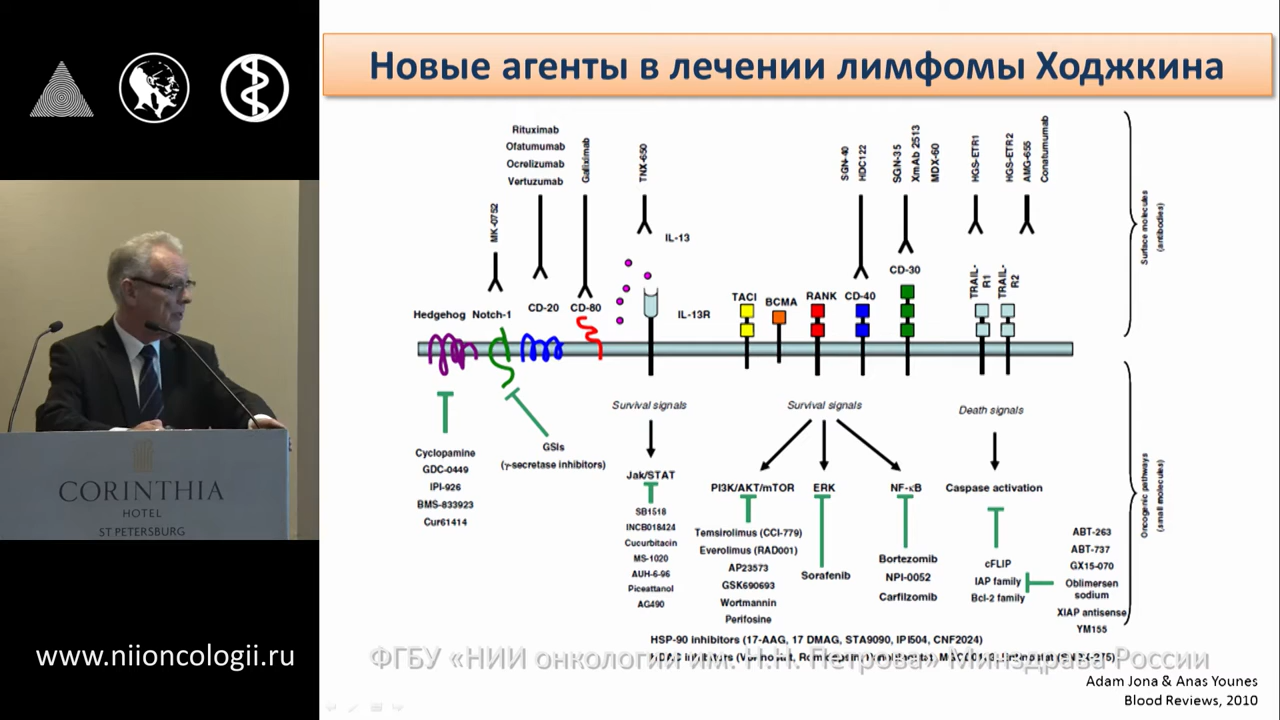 Новые агенты в лечении лимфомы Ходжкина
Rituximab
Ofatumumab
Ocrelizumab
Vertuzumab
Galiximab
TNX-650
SGN-40
HDC122
SGN-35
XmAb 2513
MDX-60
HGS-ETR1
HGS-ETR2
AMG-655
Conatumumab
MK-0752
IL-13
Surface molecules
(antibodies)
Hedgehog
Notch-1
CD-20
CD-80
IL-13R
TACI
BCMA
RANK
CD-40
CD-30
TRAIL-
R1
TRAIL-
R2
Survival signals
Survival signals
Death signals
Cyclopamine
GDC-0449
IPI-926
BMS-833923
Cur61414
GSIs
(γ-secretase inhibitors)
Jak/STAT
SB1518
INCB018424
Cucurbitacin
MS-1020
AUH-6-96
Piceattanol
AG490
PI3K/AKT/mTOR
Temsirolimus (CCI-779)
Everolimus (RAD001)
AP23573
GSK690693
Wortmannin
Perifosine
ERK
Sorafenib
NF-κB
Bortezomib
NPI-0052
Carfilzomib
Caspase activation
cFLIP
IAP family
Bcl-2 family
ABT-263
ABT-737
GX15-070
Oblimersen
sodium
XIAP antisense
YM155
Oncogenic pathways
(small molecules)
HSP-90 inhibitors (17-AAG, 17 DMAG, STA9090, IPI504, CNF2024)
ФГБУ «НИИ онкологии им. Н.Н. Петрова» Минздрава России
Adam Jona & Anas Younes
Blood Reviews, 2010
CORINTHIA
HOTEL
ST PETERSBURG
www.niioncologii.ru